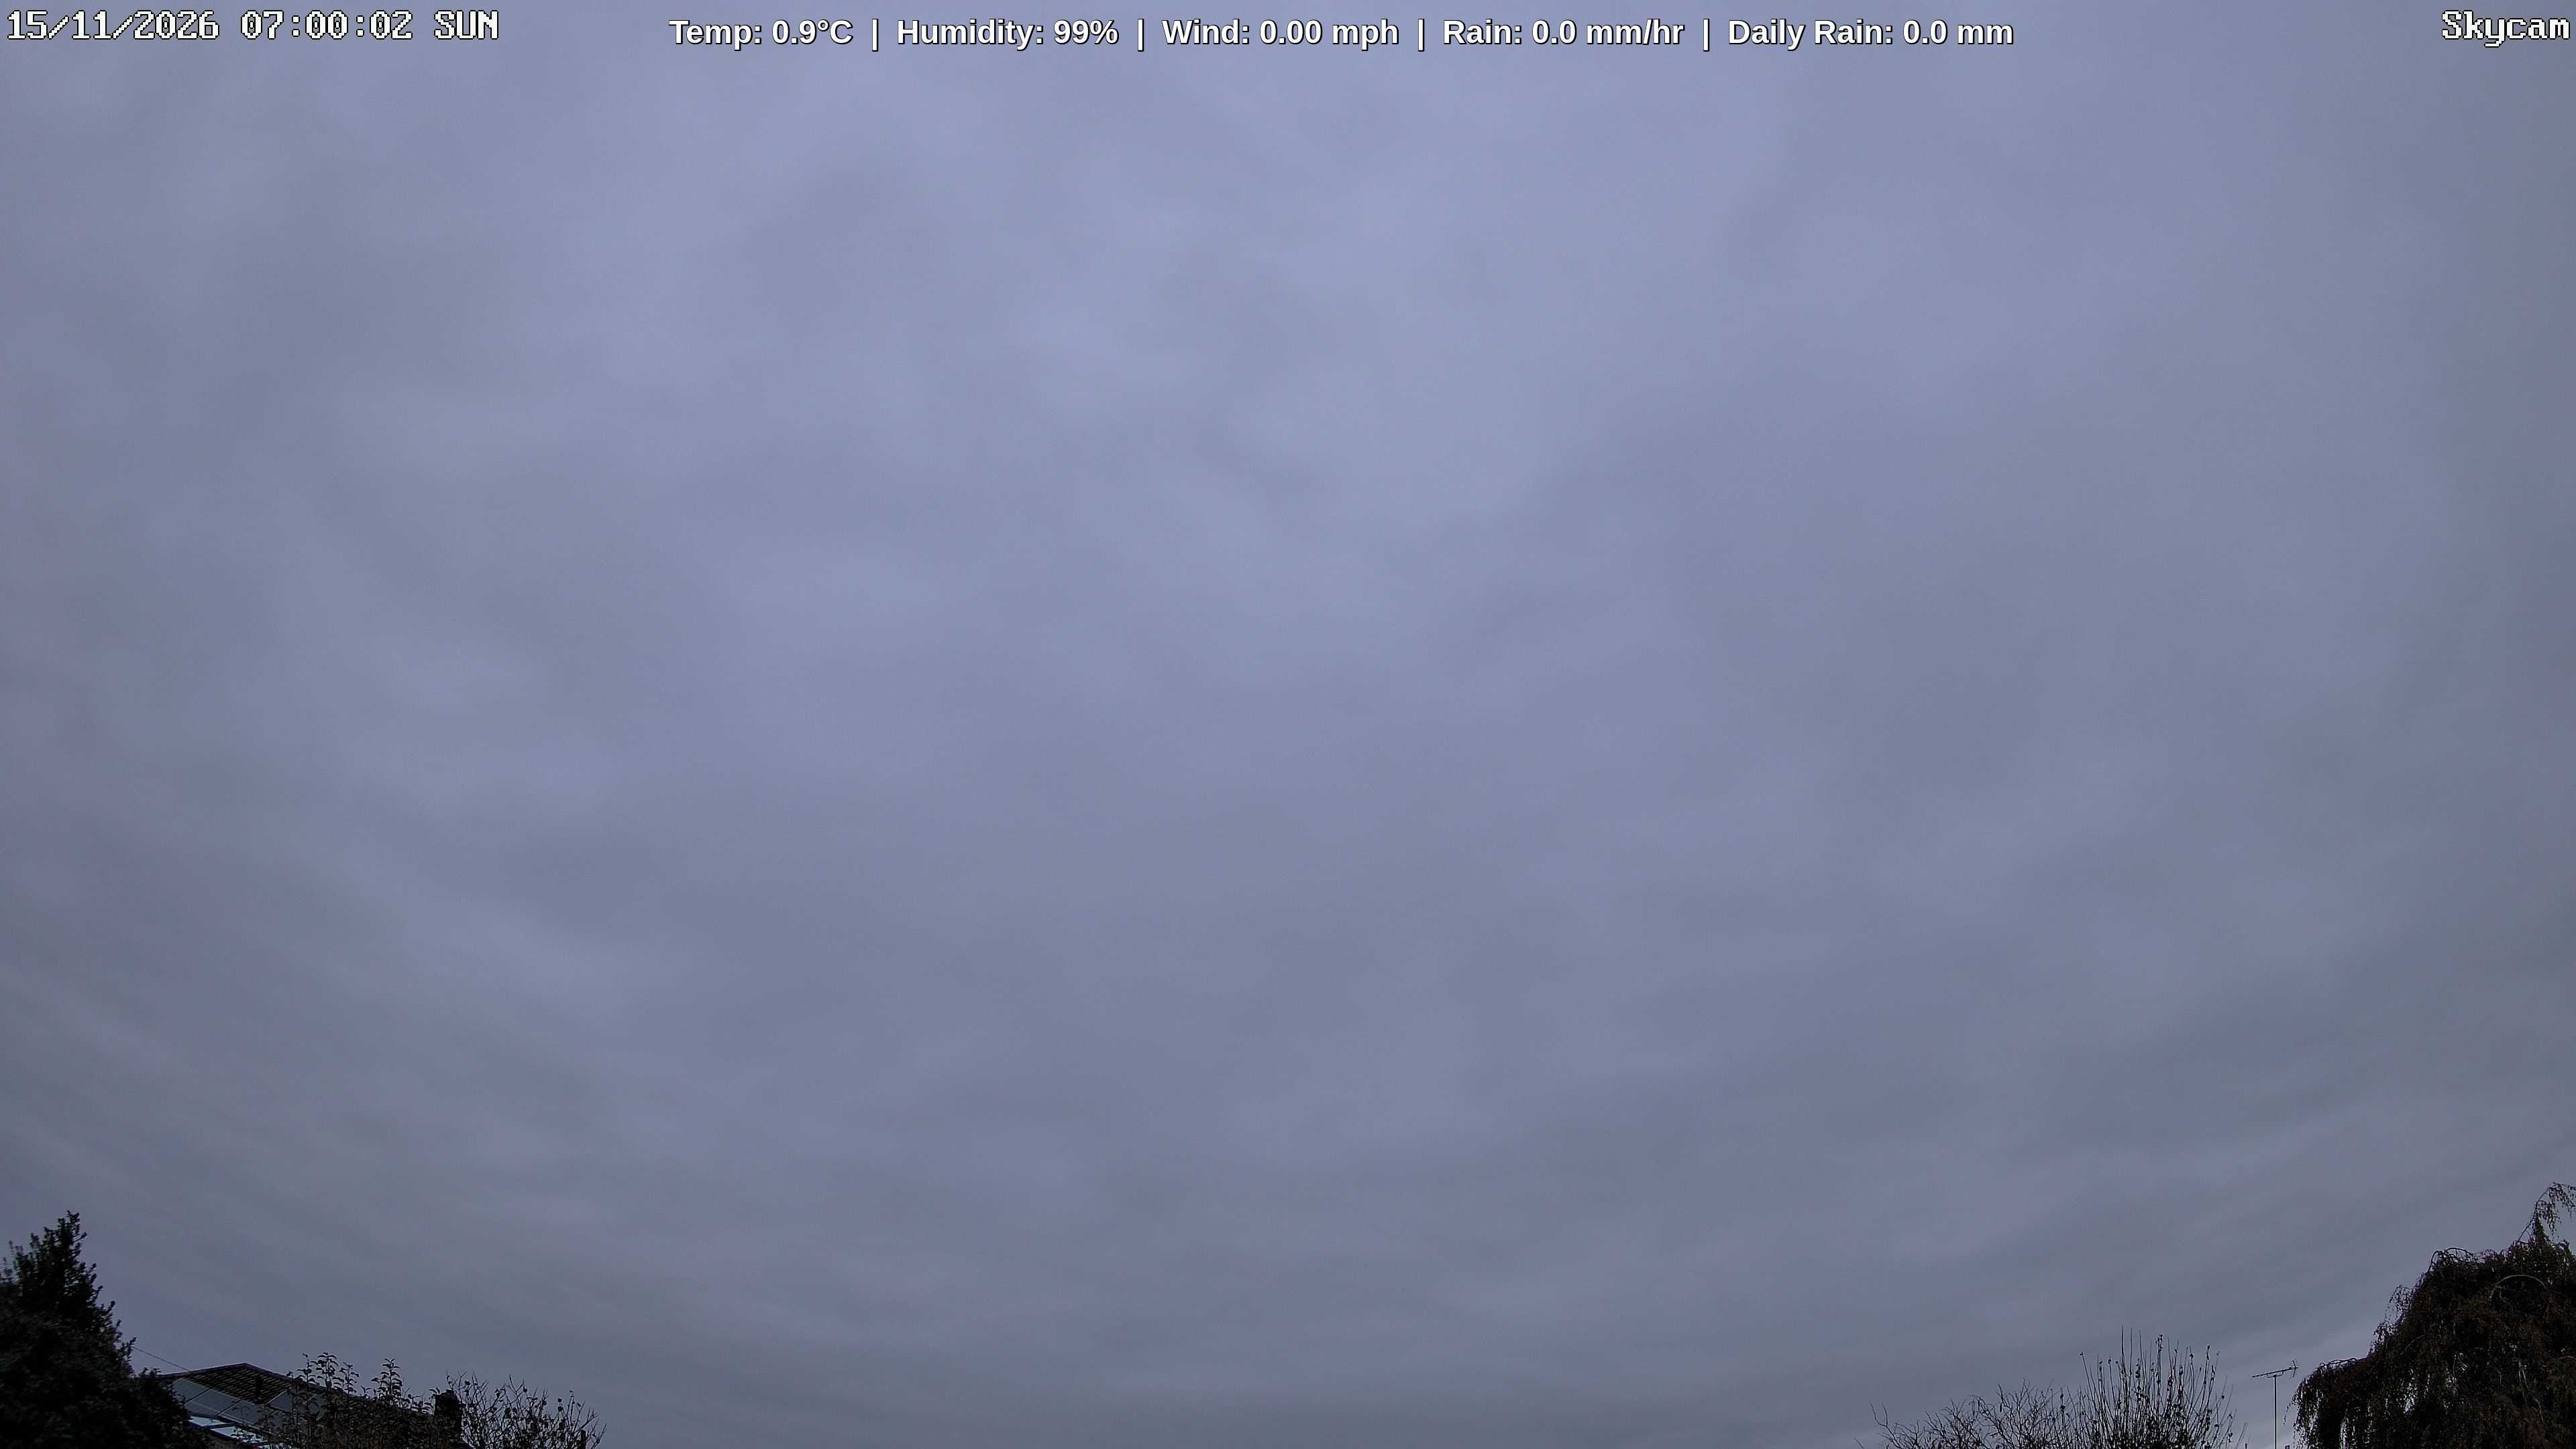 15/11/2026 07:00:02 SUN
Temp: 0.9°C | Humidity: 99% | Wind: 0.00 mph | Rain: 0.0 mm/hr | Daily Rain: 0.0 mm
Skycam